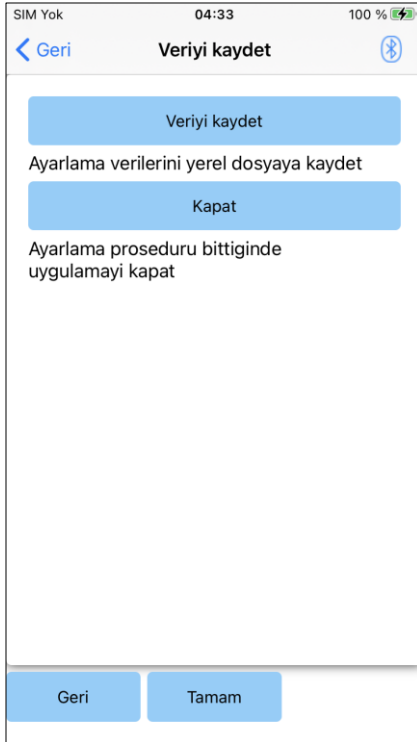 SIM Yok 04:33 100 %
Geri Veriyi kaydet
Veriyi kaydet
Ayarlama verilerini yerel dosyaya kaydet
Kapat
Ayarlama proseduru bittiginde
uygulamayi kapat
Geri Tamam